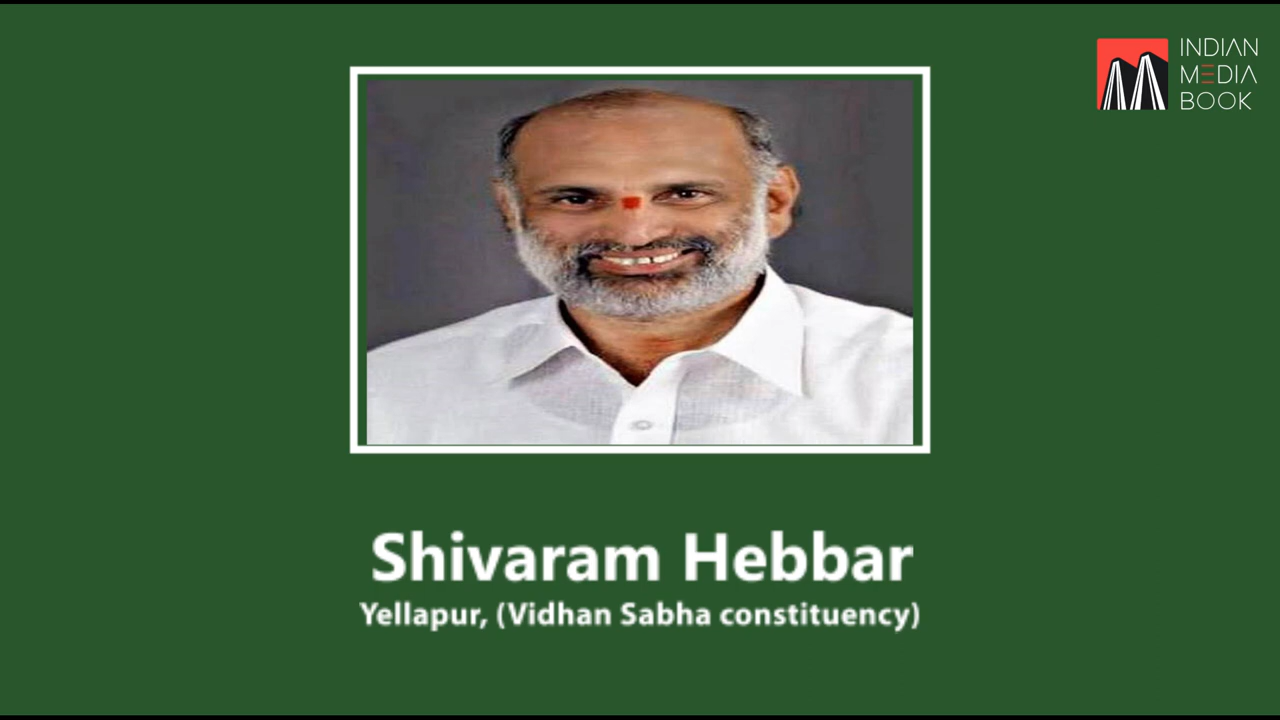 INDIAN
MEDIA
BOOK
Shivaram Hebbar
Yellapur, (Vidhan Sabha constituency)